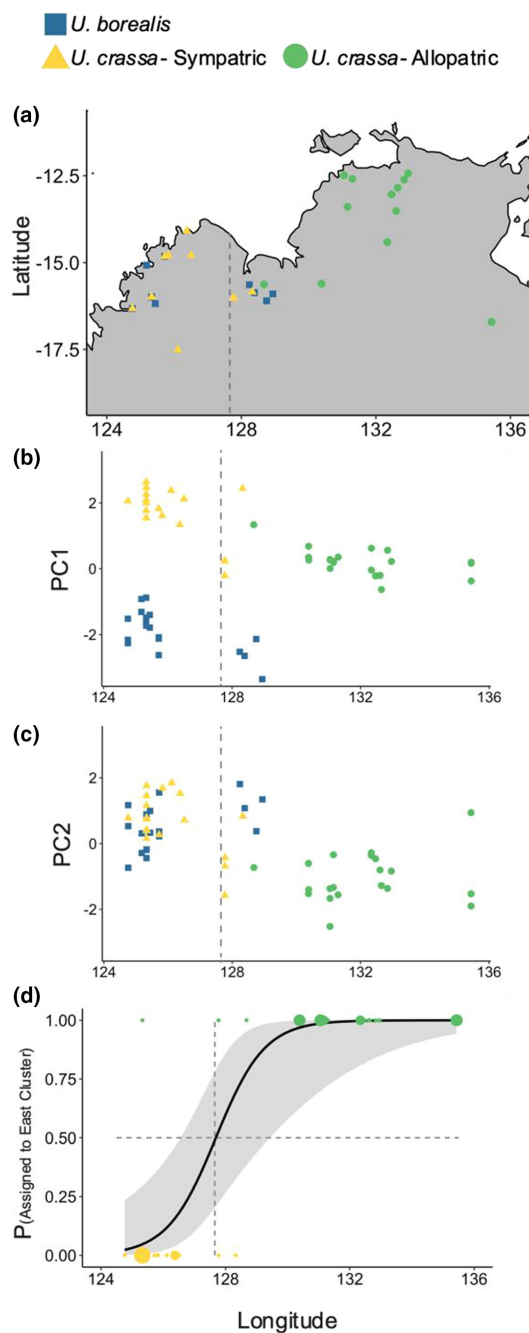 U. borealis
U. crassa- Sympatric U. crassa- Allopatric
(a)
Latitude
-12.5
-15.0
-17.5
124 128 132 136
(b)
PC1
2
0
-2
124 128 132 136
(c)
PC2
2
0
-2
124 128 132 136
(d)
P(Assigned to East Cluster)
1.00
0.75
0.50
0.25
0.00
124 128 132 136
Longitude